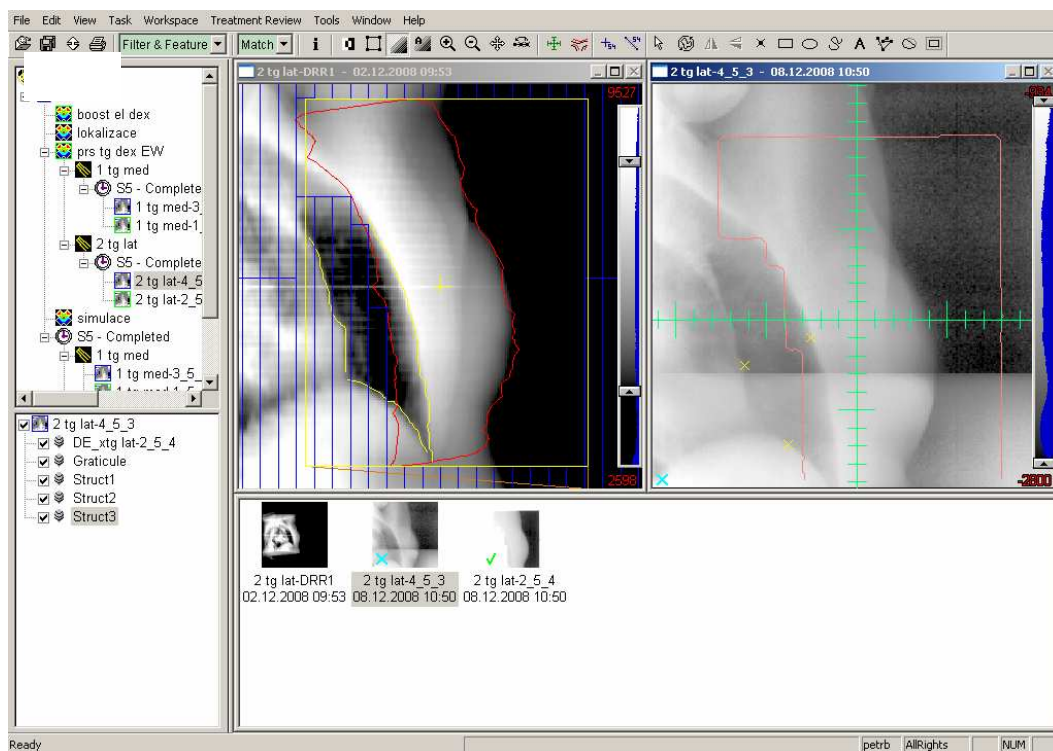 File Edit View Task Workspace Treatment Review Tools Window Help
Filter & Feature Match
boost el dex
lokalizace
prs tg dex EW
1 tg med
S5 - Complete
1 tg med-3_
1 tg med-1_
2 tg lat
S5 - Complete
2 tg lat-4_5
2 tg lat-2_5
simulace
S5 - Completed
1 tg med
1 tg med-3_5_
1 tg med-1_5_
2 tg lat-4_5_3
DE_xtg lat-2_5_4
Graticule
Struct1
Struct2
Struct3
2 tg lat-DRR1 - 02.12.2008 09:53
9527
2598
2 tg lat-4_5_3 - 08.12.2008 10:50
-2800
2 tg lat-DRR1
02.12.2008 09:53
2 tg lat-4_5_3
08.12.2008 10:50
2 tg lat-2_5_4
08.12.2008 10:50
Ready petrb AllRights NUM